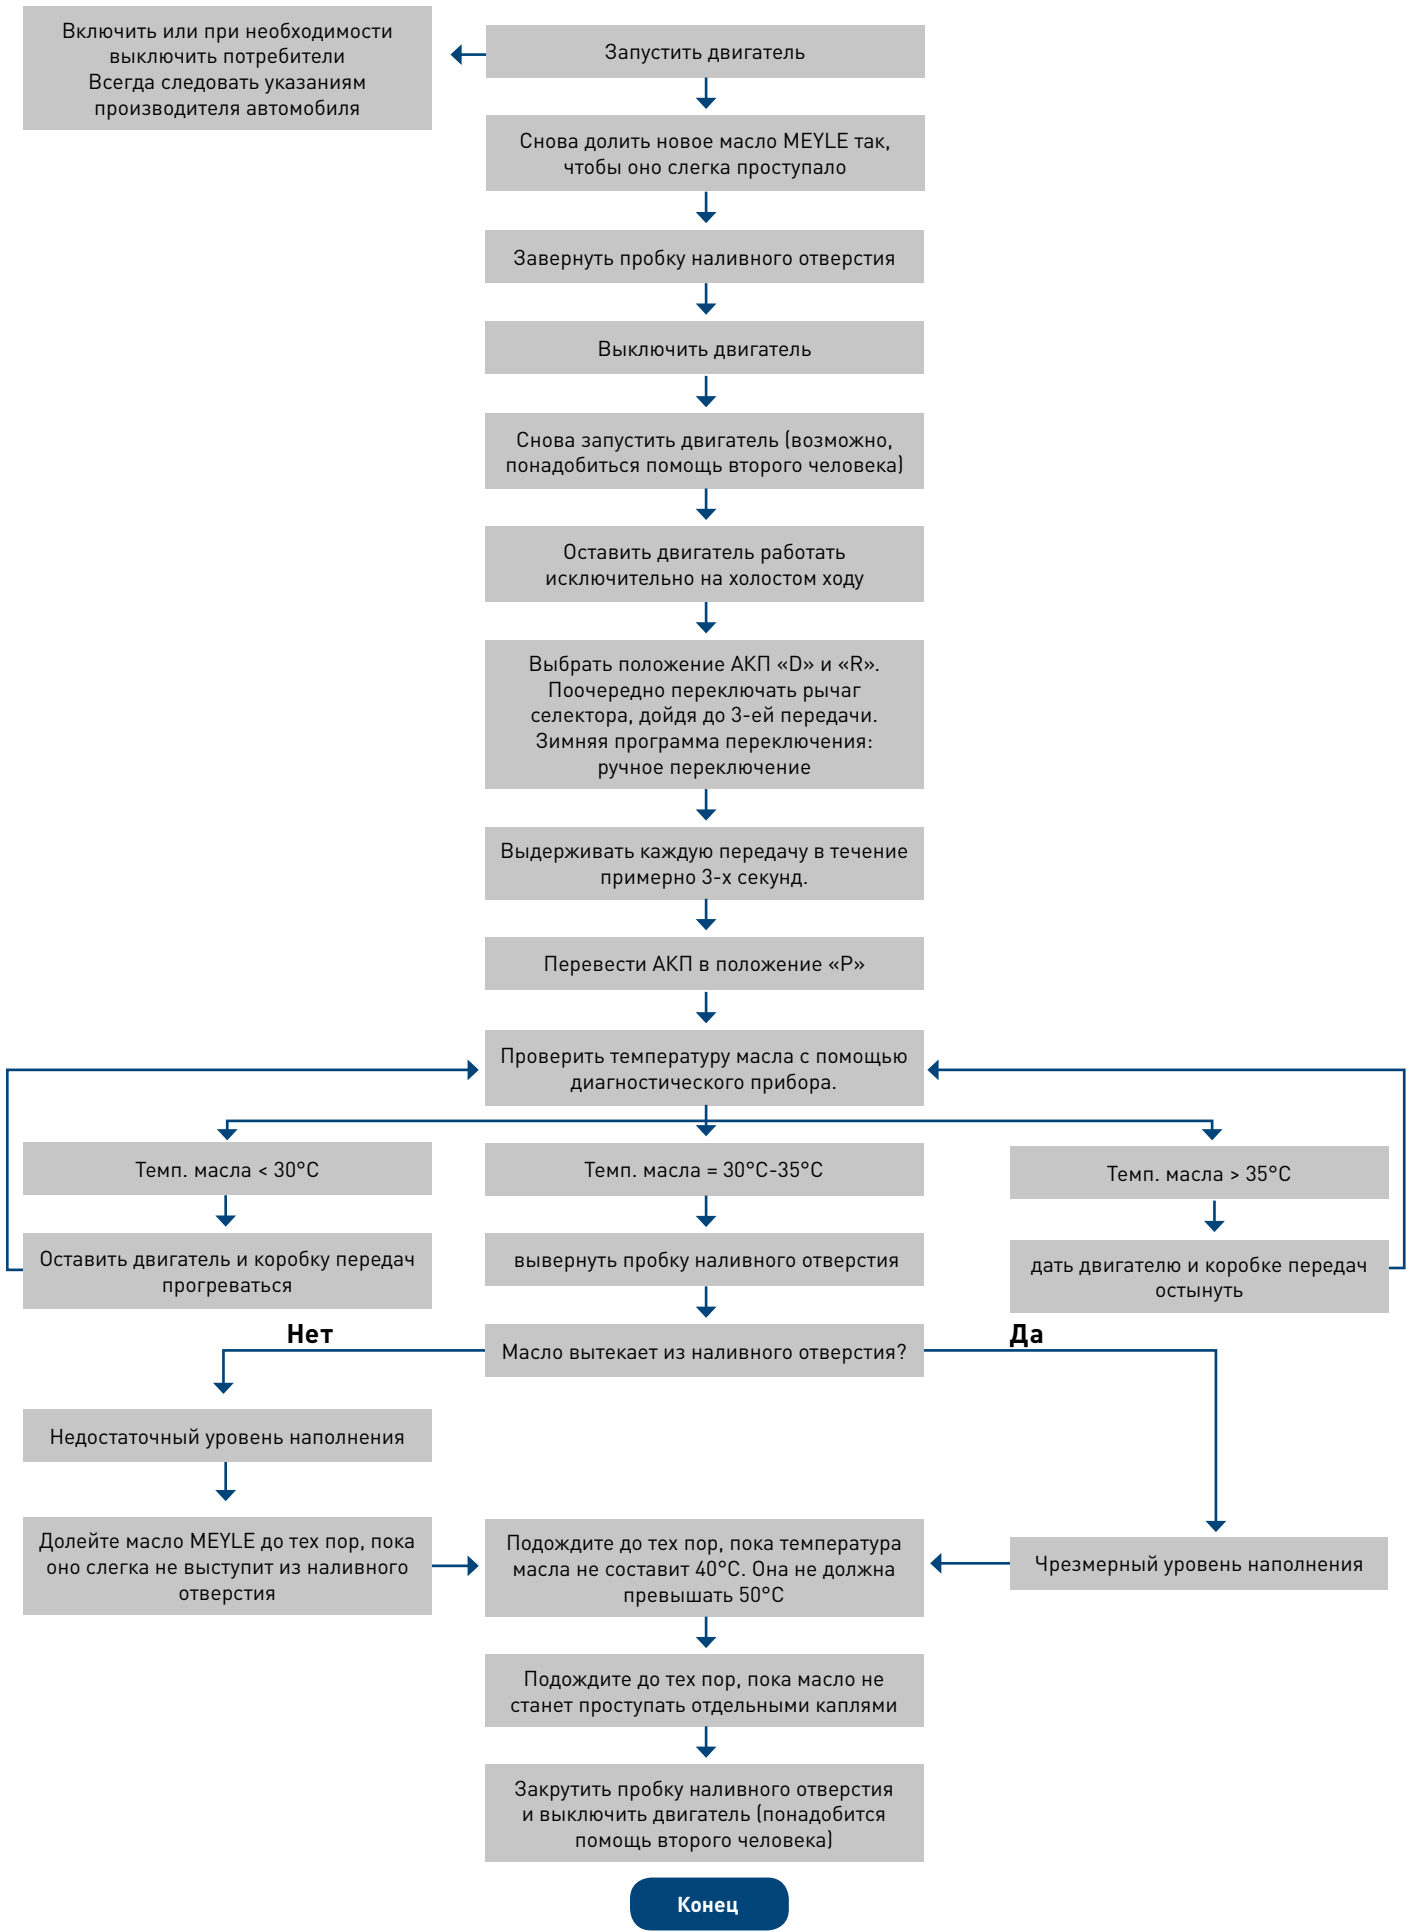 Включить или при необходимости
выключить потребители
Всегда следовать указаниям
производителя автомобиля
Запустить двигатель
Снова долить новое масло MEYLE так,
чтобы оно слегка проступало
Завернуть пробку наливного отверстия
Выключить двигатель
Снова запустить двигатель (возможно,
понадобиться помощь второго человека)
Оставить двигатель работать
исключительно на холостом ходу
Выбрать положение АКП «D» и «R».
Поочередно переключать рычаг
селектора, дойдя до 3-ей передачи.
Зимняя программа переключения:
ручное переключение
Выдерживать каждую передачу в течение
примерно 3-х секунд.
Перевести АКП в положение «P»
Проверить температуру масла с помощью
диагностического прибора.
Темп. масла < 30°C
Темп. масла = 30°C-35°C
Темп. масла > 35°C
Оставить двигатель и коробку передач
прогреваться
вывернуть пробку наливного отверстия
дать двигателю и коробке передач
остынуть
Нет
Масло вытекает из наливного отверстия?
Да
Недостаточный уровень наполнения
Долейте масло MEYLE до тех пор, пока
оно слегка не выступит из наливного
отверстия
Подождите до тех пор, пока температура
масла не составит 40°C. Она не должна
превышать 50°C
Чрезмерный уровень наполнения
Подождите до тех пор, пока масло не
станет проступать отдельными каплями
Закрутить пробку наливного отверстия
и выключить двигатель (понадобится
помощь второго человека)
Конец